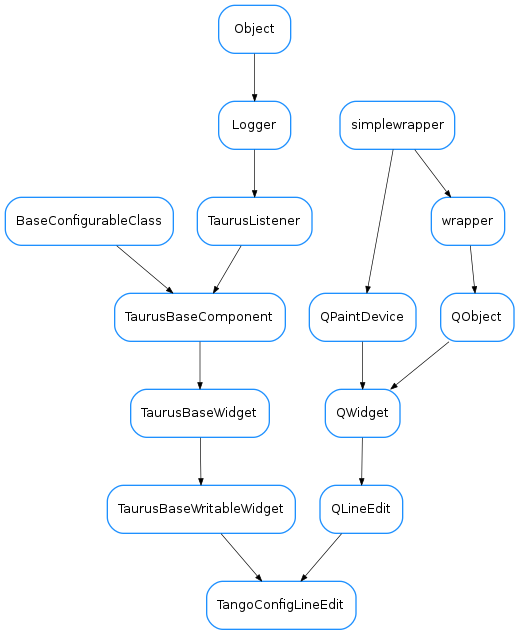 Object
Logger
simplewrapper
BaseConfigurableClass
TaurusListener
wrapper
TaurusBaseComponent
QPaintDevice
QObject
TaurusBaseWidget
QWidget
TaurusBaseWritableWidget
QLineEdit
TangoConfigLineEdit